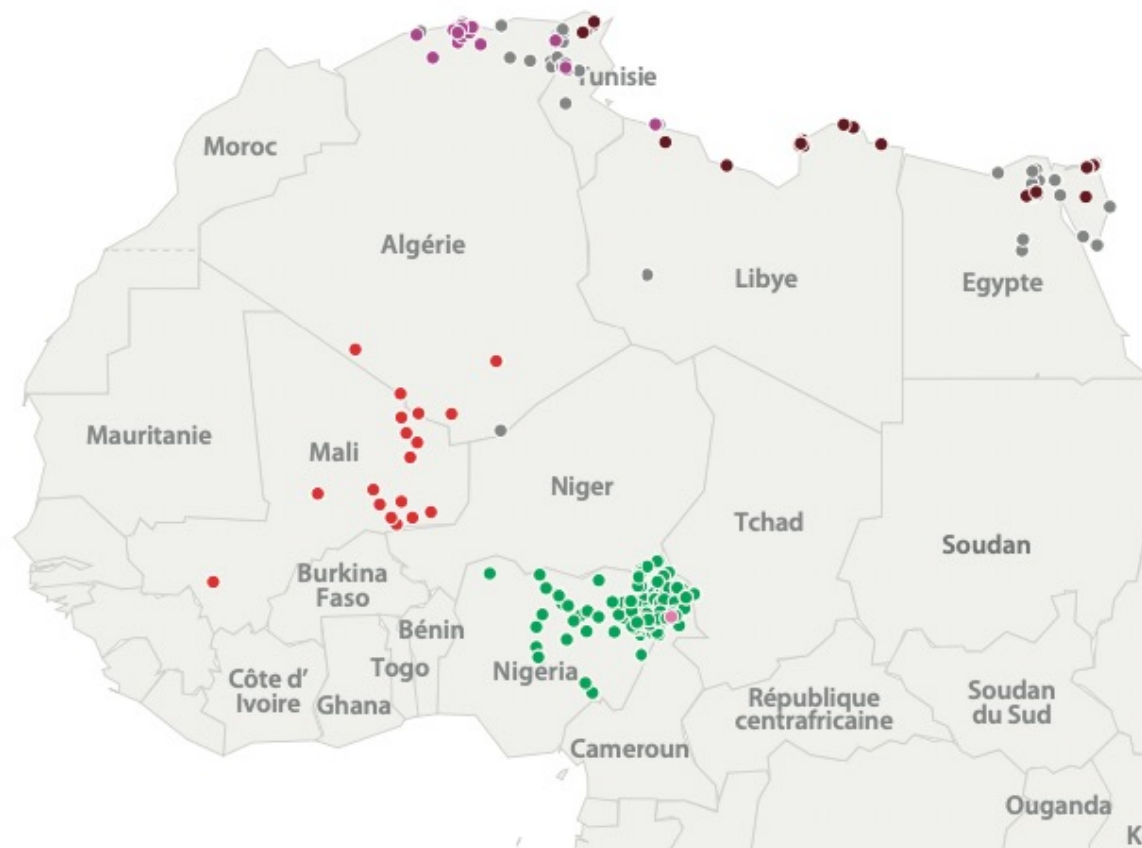 Tunisie
Moroc
Algérie
Libye
Egypte
Mauritanie
Mali
Niger
Tchad
Soudan
Burkina
Faso
Bénin
Togo
Nigeria
Côte d'
Ivoire
Ghana
Cameroun
République
centrafricaine
Soudan
du Sud
Ouganda
K